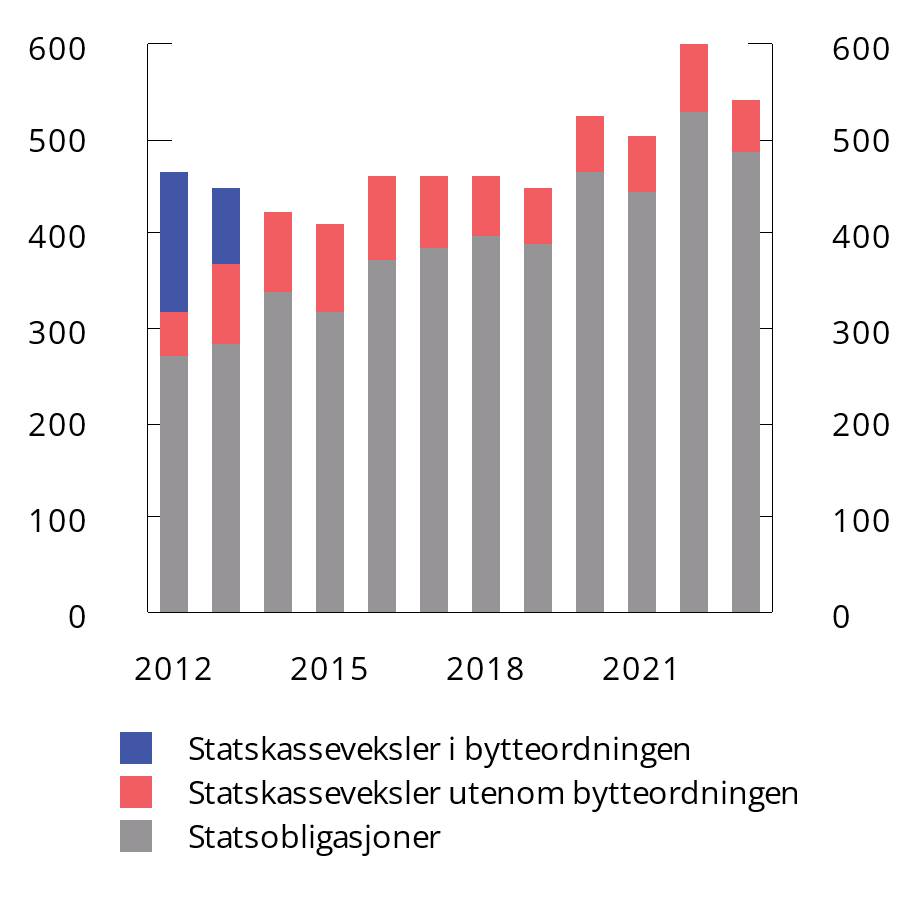 600 600
500 500
400 400
300 300
200 200
100 100
0 0
2012 2015 2018 2021
Statskasseveksler i bytteordningen
Statskasseveksler utenom bytteordningen
Statsobligasjoner